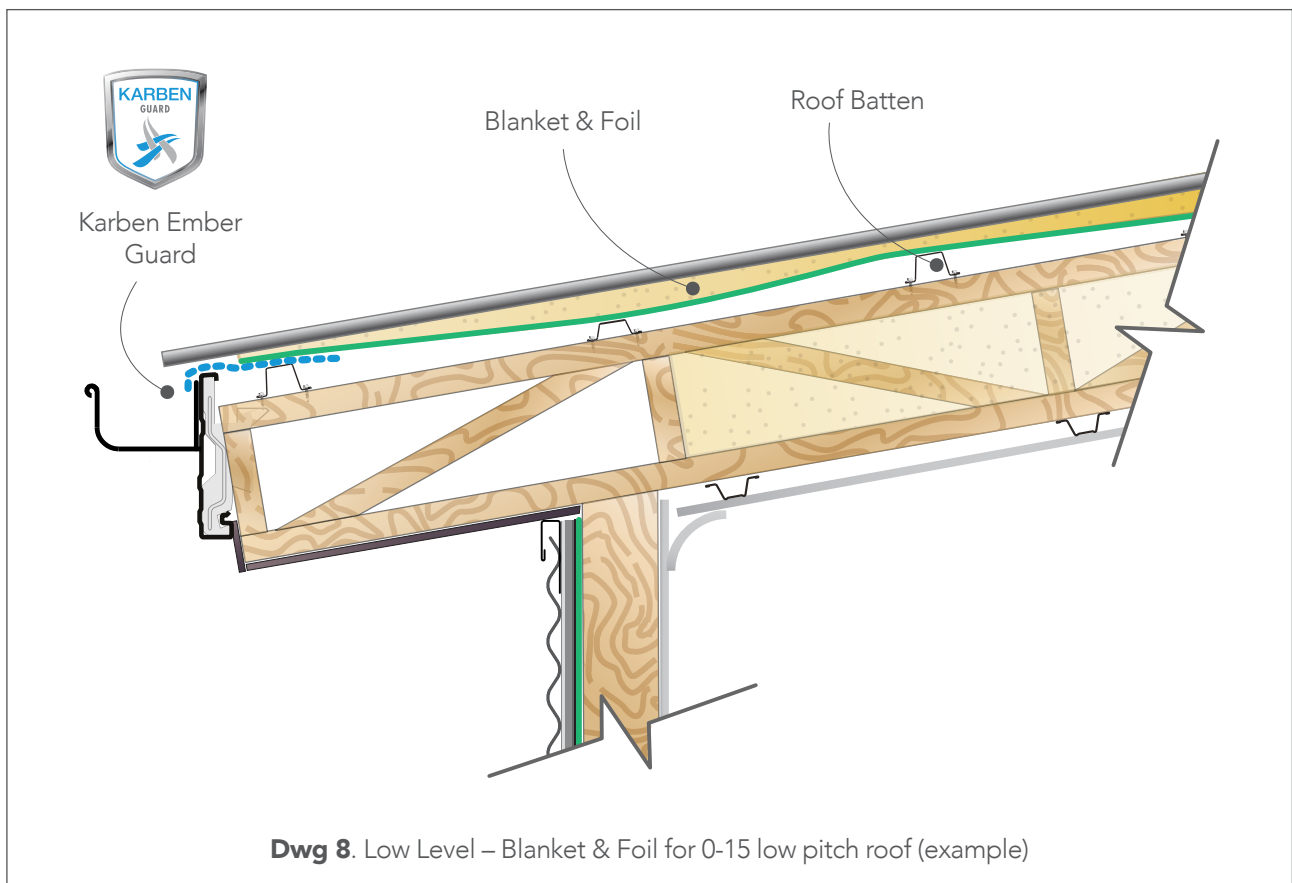 KARBEN
GUARD
Karben Ember
Guard
Blanket & Foil
Roof Batten
Dwg 8. Low Level – Blanket & Foil for 0-15 low pitch roof (example)